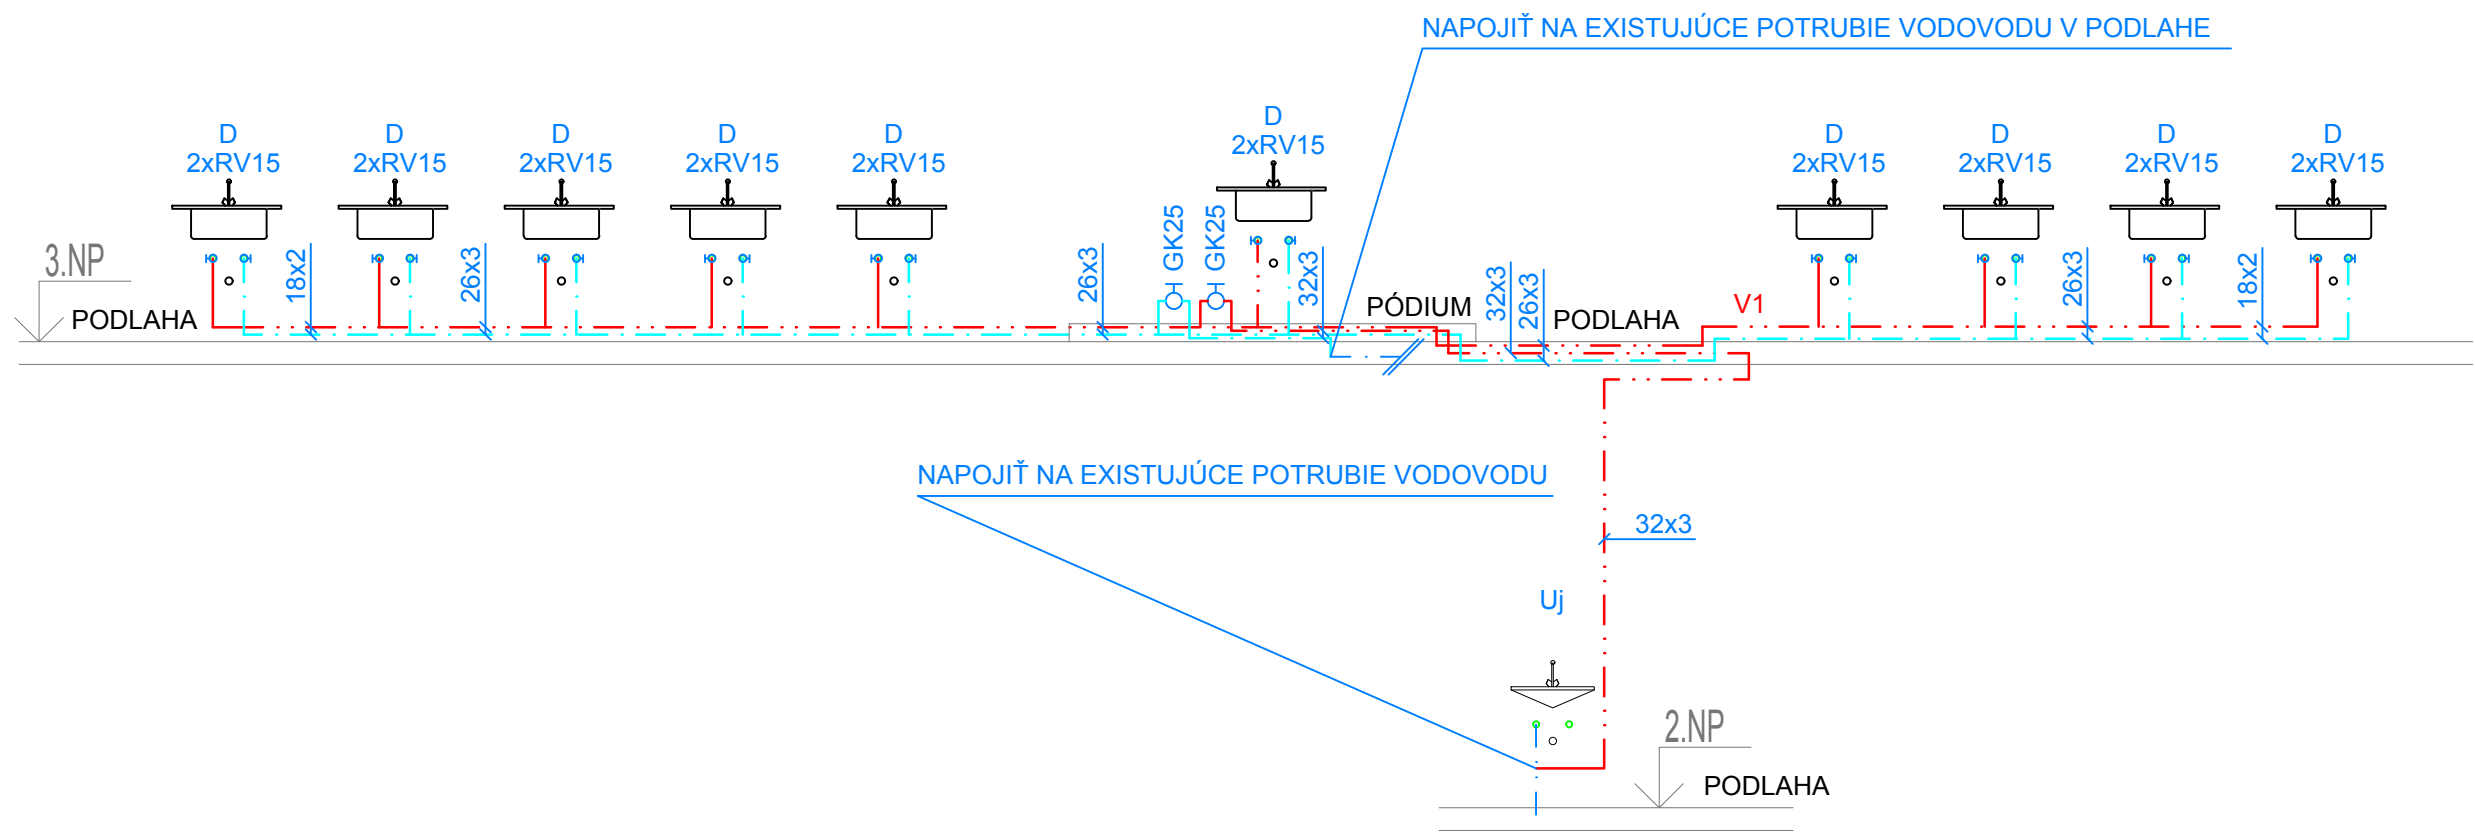 NAPOJIŤ NA EXISTUJÚCE POTRUBIE VODOVODU V PODLAHE
D
2xRV15
D
2xRV15
D
2xRV15
D
2xRV15
D
2xRV15
D
2xRV15
D
2xRV15
D
2xRV15
D
2xRV15
D
2xRV15
3.NP
PODLAHA
18x2
26x3
26x3
GK25
GK25
32x3
PÓDIUM
32x3
26x3
PODLAHA
V1
26x3
18x2
NAPOJIŤ NA EXISTUJÚCE POTRUBIE VODOVODU
32x3
Uj
2.NP
PODLAHA